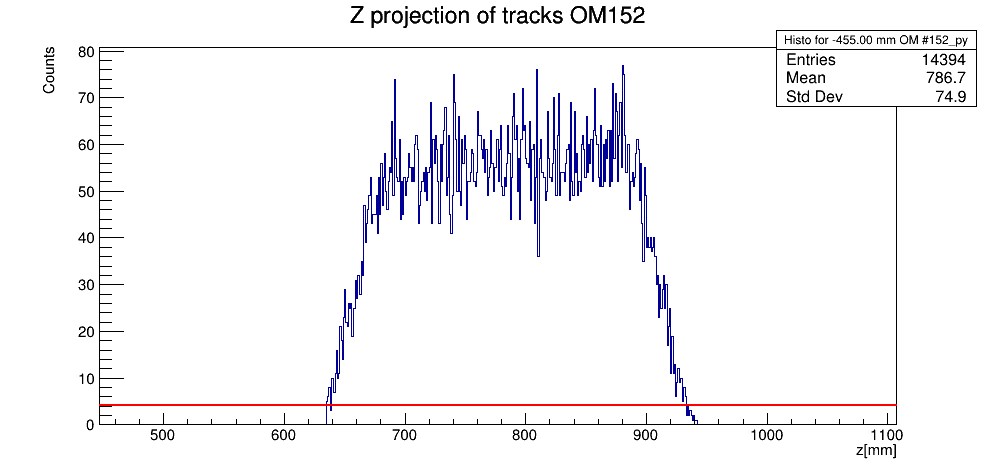 Z projection of tracks OM152
Histo for -455.00 mm OM #152_py
Entries 14394
Mean 786.7
Std Dev 74.9
Counts
80
70
60
50
40
30
20
10
0
500 600 700 800 900 1000 1100
z[mm]